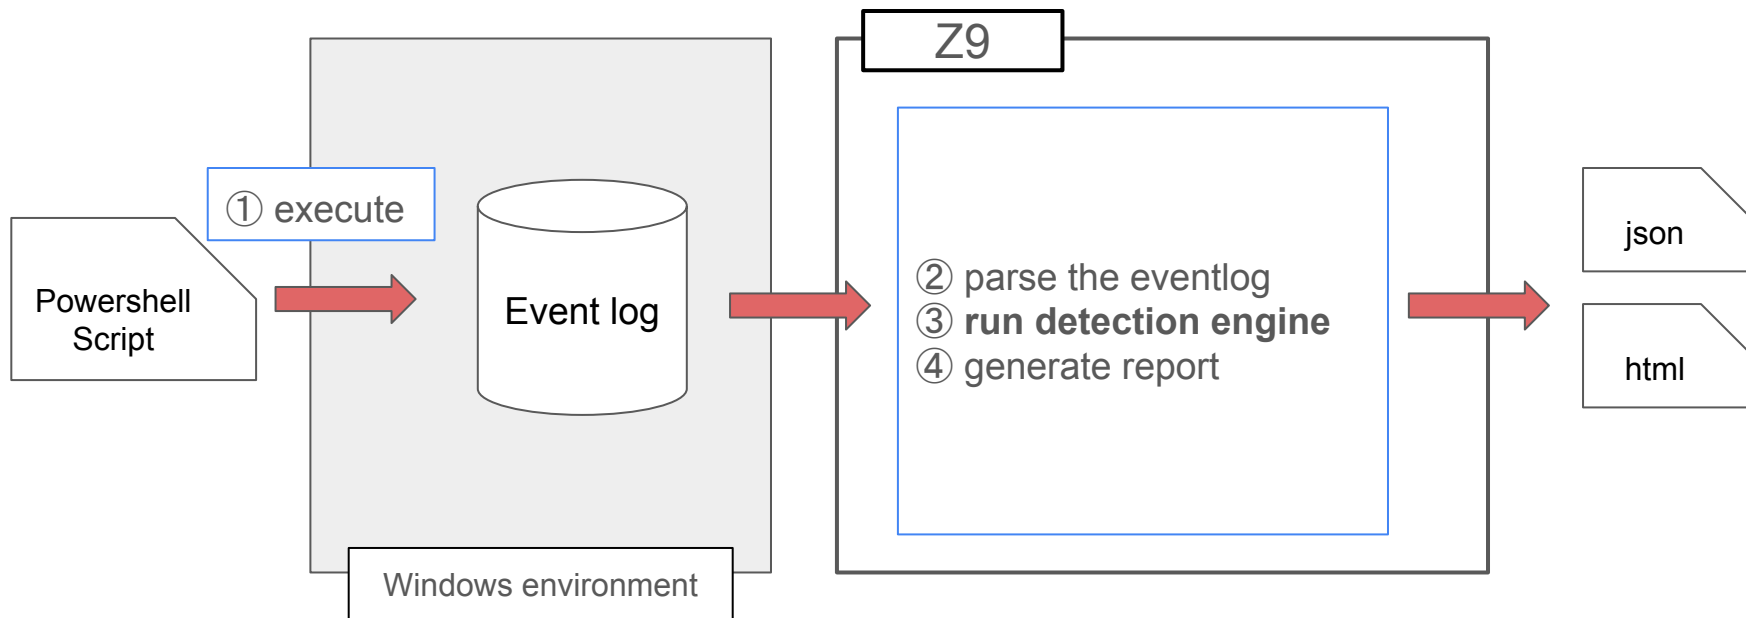 Z9
① execute
Powershell
Script
Event log
② parse the eventlog
③ run detection engine
④ generate report
json
html
Windows environment